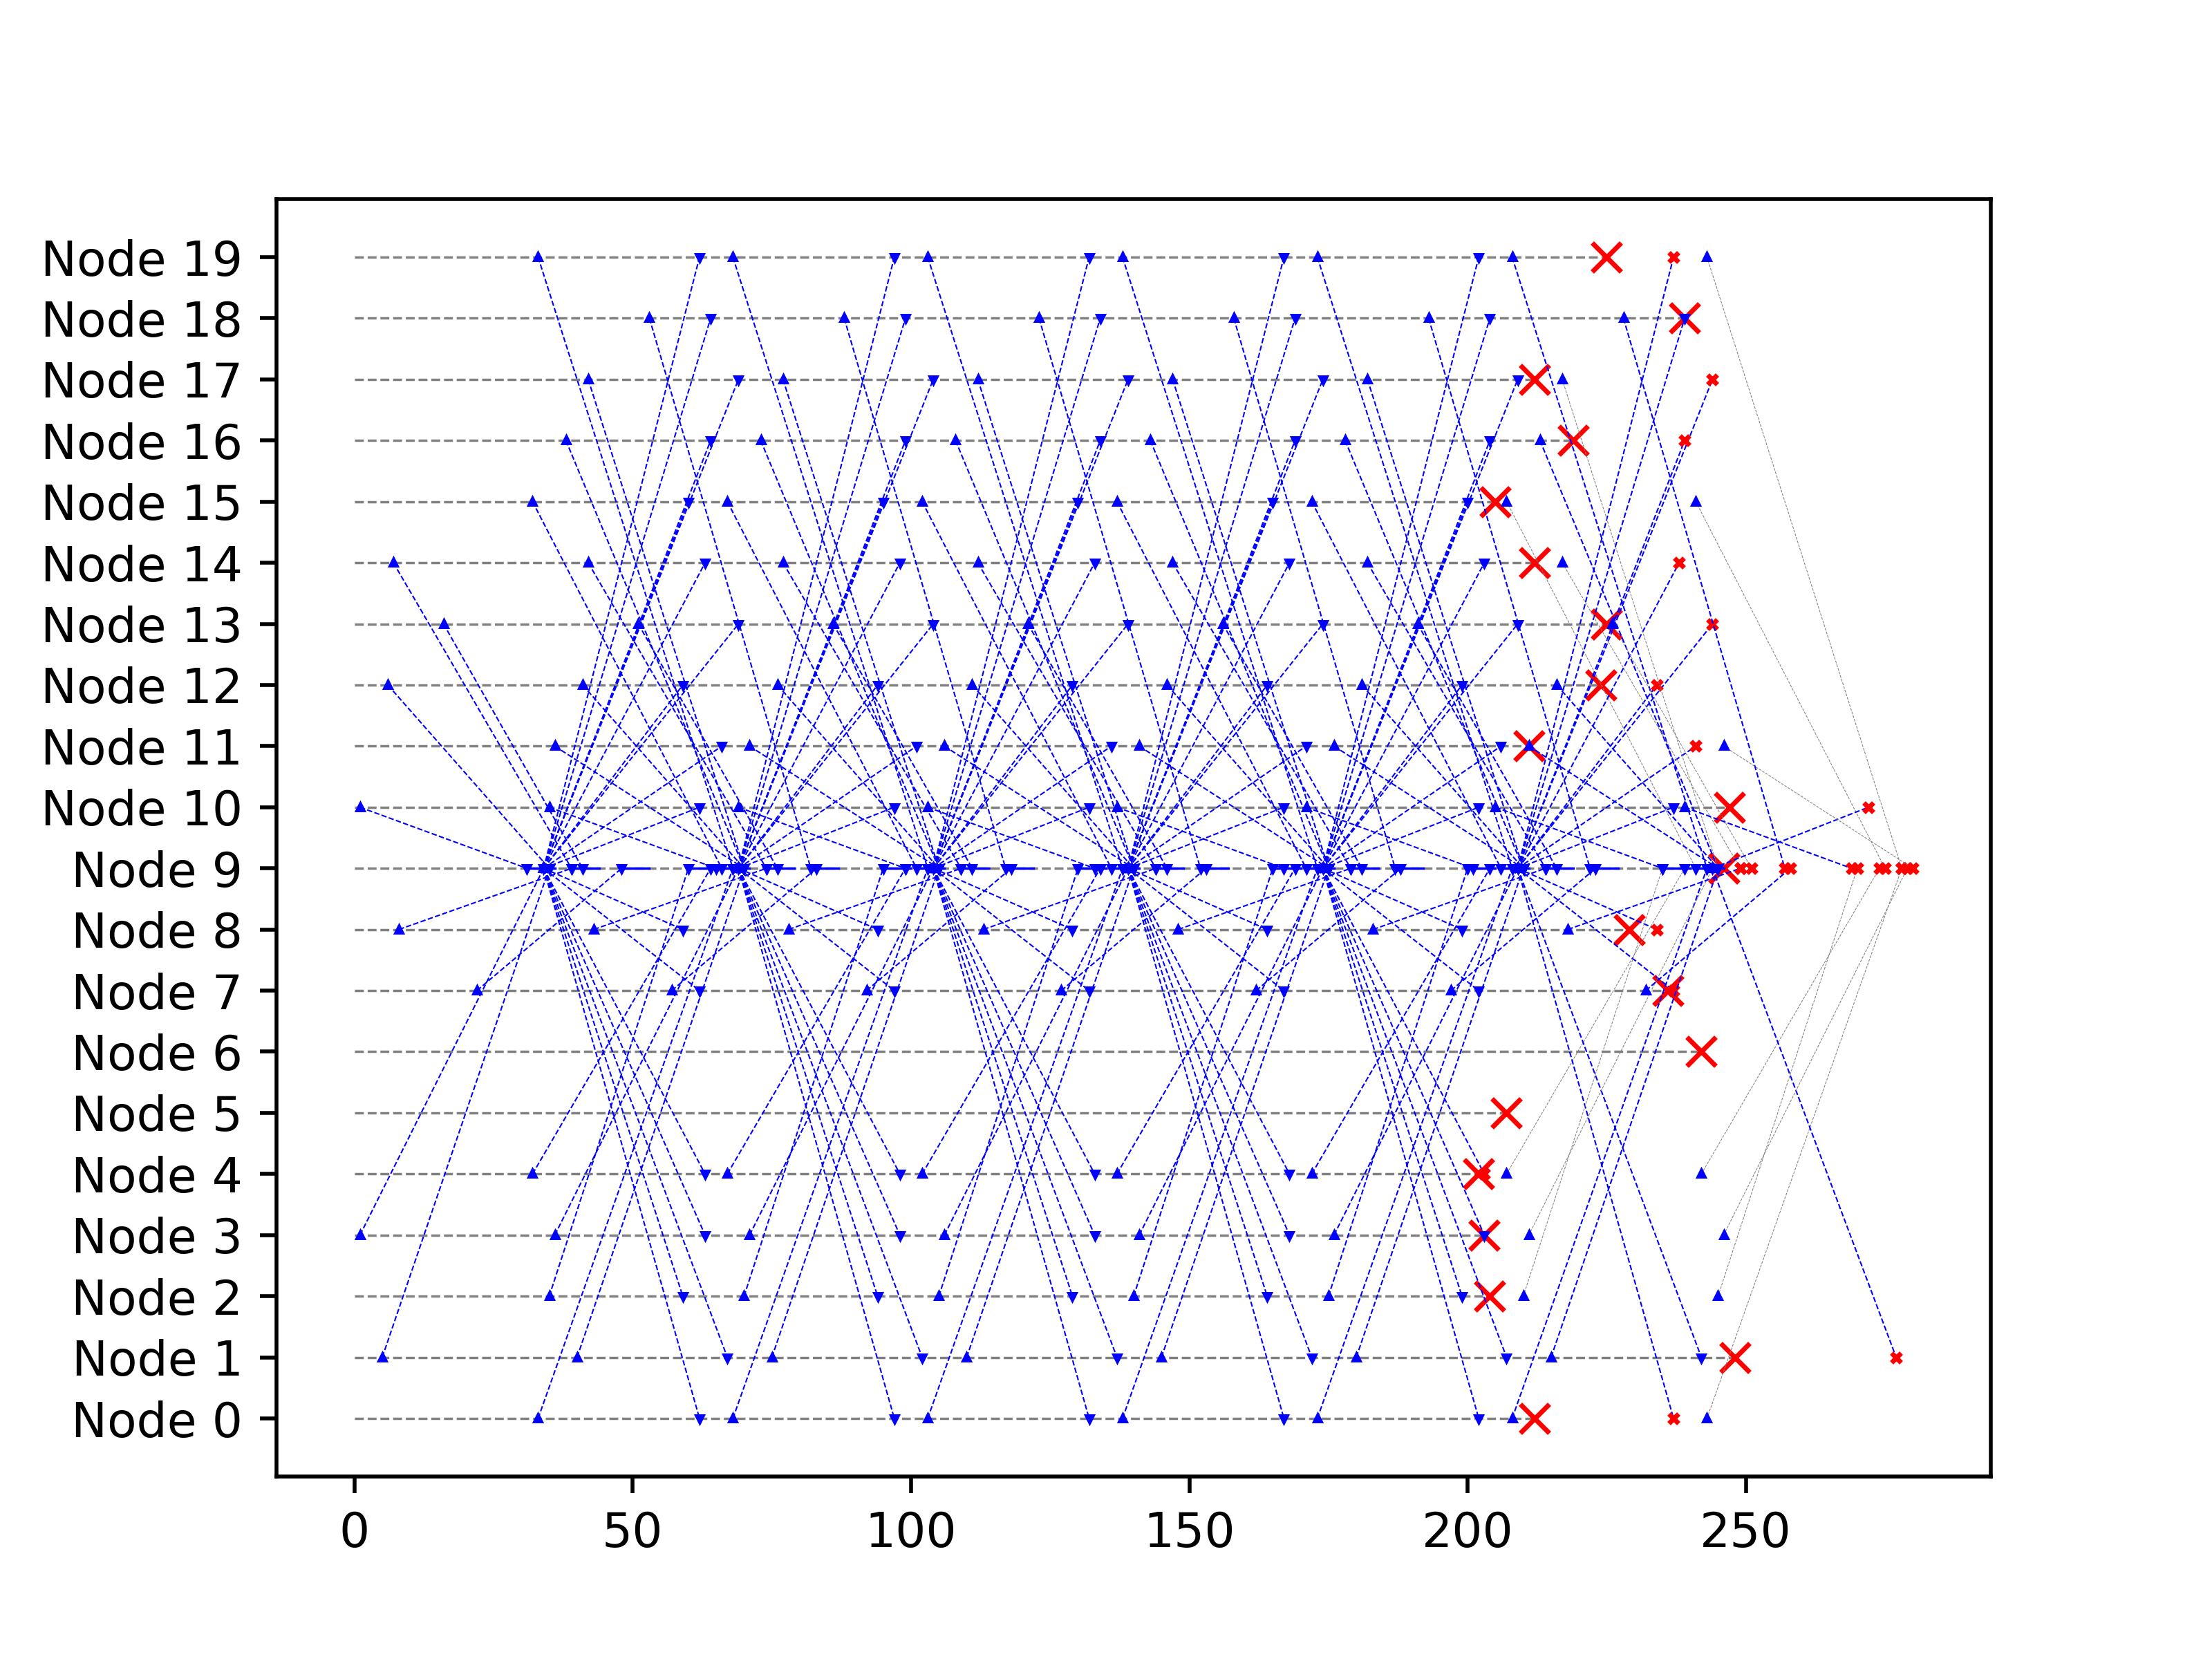 Node 19
Node 18
Node 17
Node 16
Node 15
Node 14
Node 13
Node 12
Node 11
Node 10
Node 9
Node 8
Node 7
Node 6
Node 5
Node 4
Node 3
Node 2
Node 1
Node 0
0 50 100 150 200 250